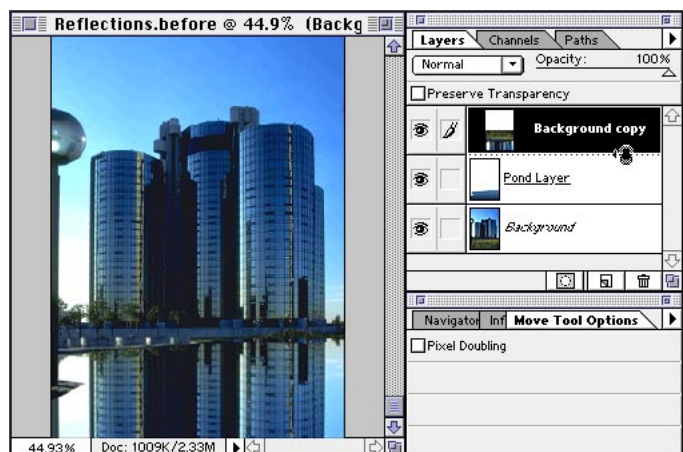 Reflections.before @ 44.9% (Backg
Layers Channels Paths
Normal Opacity: 100%
Preserve Transparency
Background copy
Pond Layer
Background
Navigator Inf Move Tool Options
Pixel Doubling
44.93% Doc: 1009K/2.33M